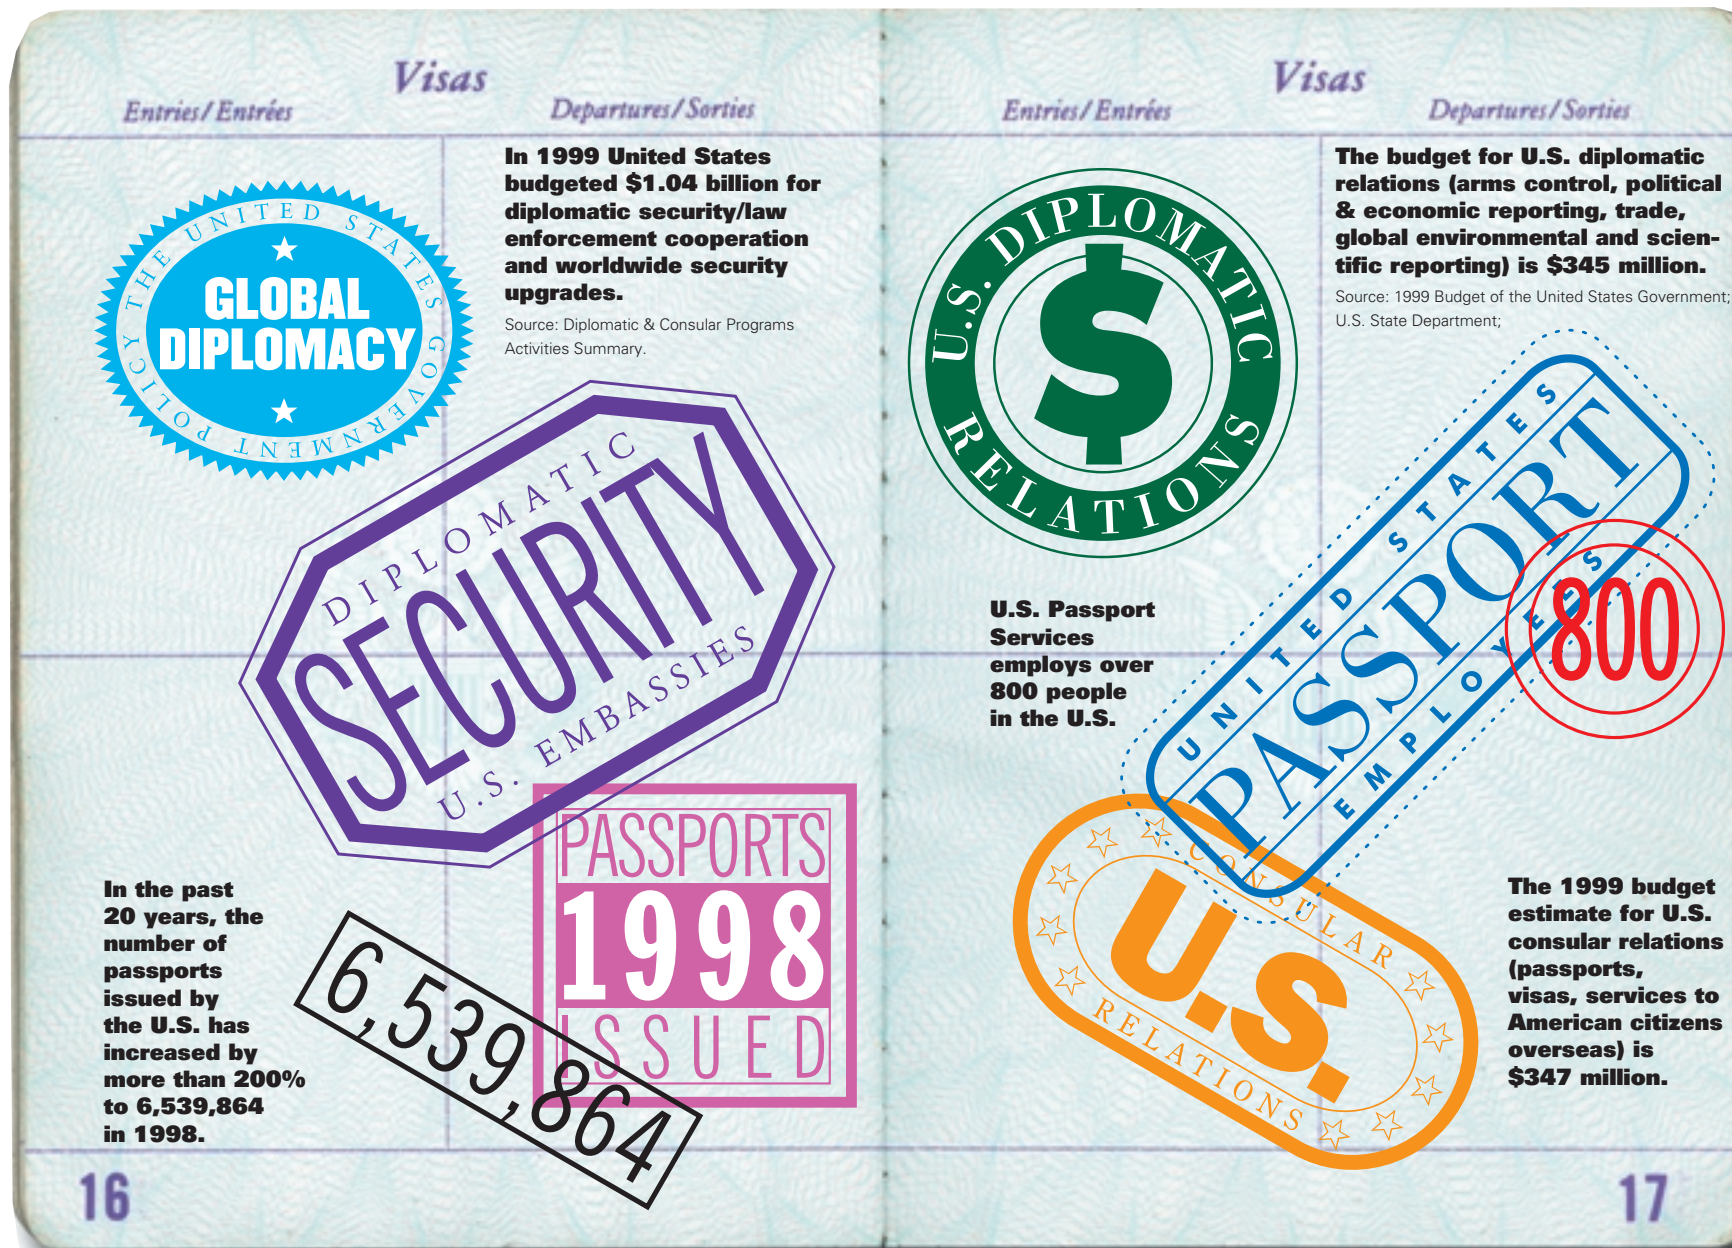 Visas
Entries/Entrées
Departures/Sorties
THE UNITED STATES GOVERNMENT POLICY
GLOBAL
DIPLOMACY
In 1999 United States
budgeted $1.04 billion for
diplomatic security/law
enforcement cooperation
and worldwide security
upgrades.
Source: Diplomatic & Consular Programs
Activities Summary.
DIPLOMATIC
SECURITY
U.S. EMBASSIES
PASSPORTS
1998
ISSUED
In the past
20 years, the
number of
passports
issued by
the U.S. has
increased by
more than 200%
to 6,539,864
in 1998.
6,539,864
16
Visas
Entries/Entrées
Departures/Sorties
U.S. DIPLOMATIC
$
RELATIONS
The budget for U.S. diplomatic
relations (arms control, political
& economic reporting, trade,
global environmental and scien-
tific reporting) is $345 million.
Source: 1999 Budget of the United States Government;
U.S. State Department;
U.S. Passport
Services
employs over
800 people
in the U.S.
UNITED STATES
PASSPORT
EMPLOYEES
800
CONSULAR
U.S.
RELATIONS
The 1999 budget
estimate for U.S.
consular relations
(passports,
visas, services to
American citizens
overseas) is
$347 million.
17